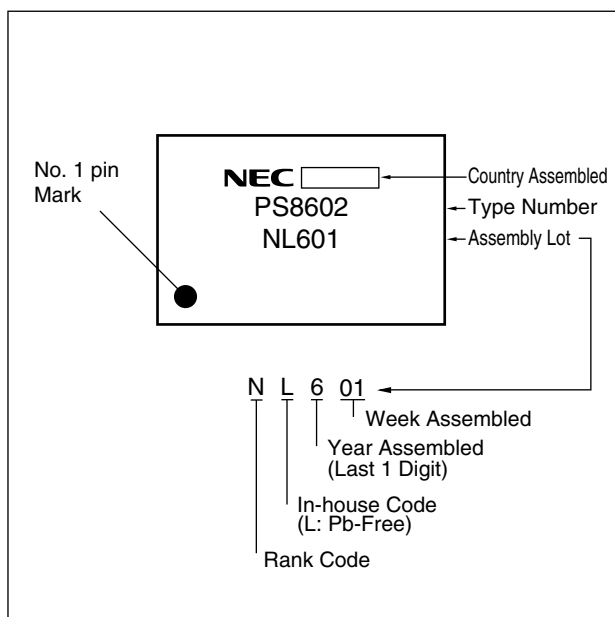 No. 1 pin
Mark
NEC
Country Assembled
PS8602
Type Number
NL601
Assembly Lot
N L 6 01
Week Assembled
Year Assembled
(Last 1 Digit)
In-house Code
(L: Pb-Free)
Rank Code